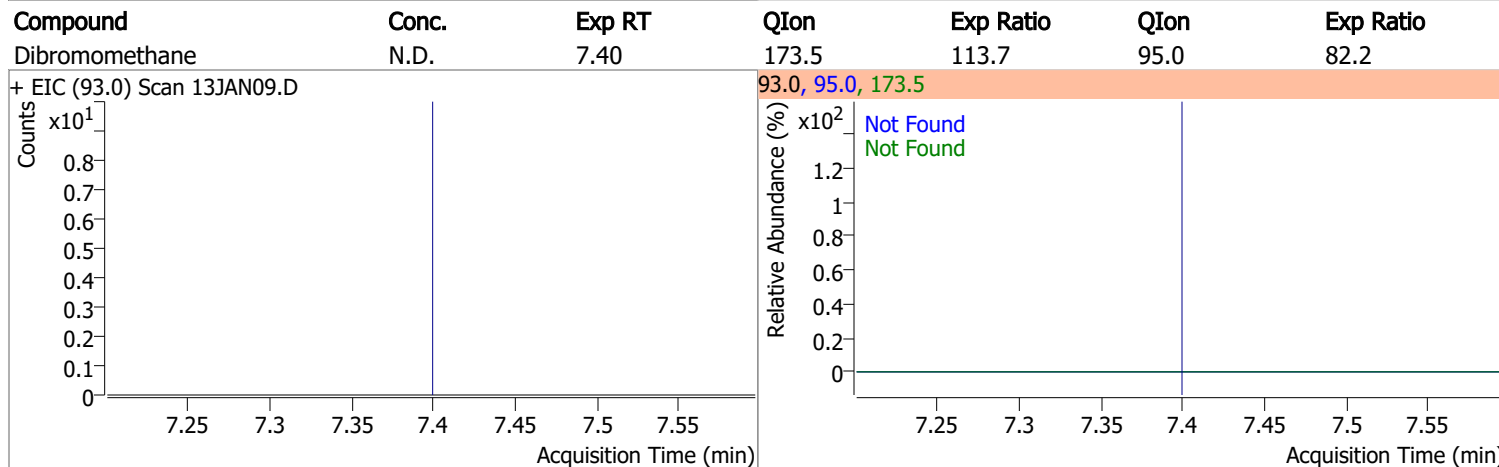 Compound Conc. Exp RT QIon Exp Ratio QIon Exp Ratio
Dibromomethane N.D. 7.40 173.5 113.7 95.0 82.2
+ EIC (93.0) Scan 13JAN09.D
Counts
x10¹
0.8
0.7
0.6
0.5
0.4
0.3
0.2
0.1
0
7.25 7.3 7.35 7.4 7.45 7.5 7.55
Acquisition Time (min)
93.0, 95.0, 173.5
Relative Abundance (%)
x10²
Not Found
Not Found
1.2
1
0.8
0.6
0.4
0.2
0
7.25 7.3 7.35 7.4 7.45 7.5 7.55
Acquisition Time (min)